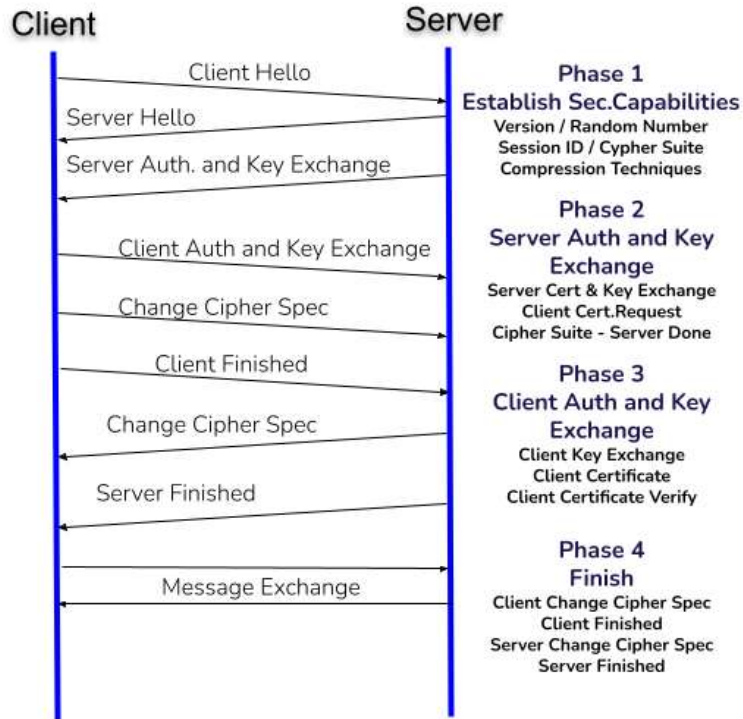 Client
Server
Client Hello
Server Hello
Server Auth. and Key Exchange
Client Auth and Key Exchange
Change Cipher Spec
Client Finished
Change Cipher Spec
Server Finished
Message Exchange
Phase 1
Establish Sec.Capabilities
Version / Random Number
Session ID / Cypher Suite
Compression Techniques
Phase 2
Server Auth and Key
Exchange
Server Cert & Key Exchange
Client Cert.Request
Cipher Suite - Server Done
Phase 3
Client Auth and Key
Exchange
Client Key Exchange
Client Certificate
Client Certificate Verify
Phase 4
Finish
Client Change Cipher Spec
Client Finished
Server Change Cipher Spec
Server Finished